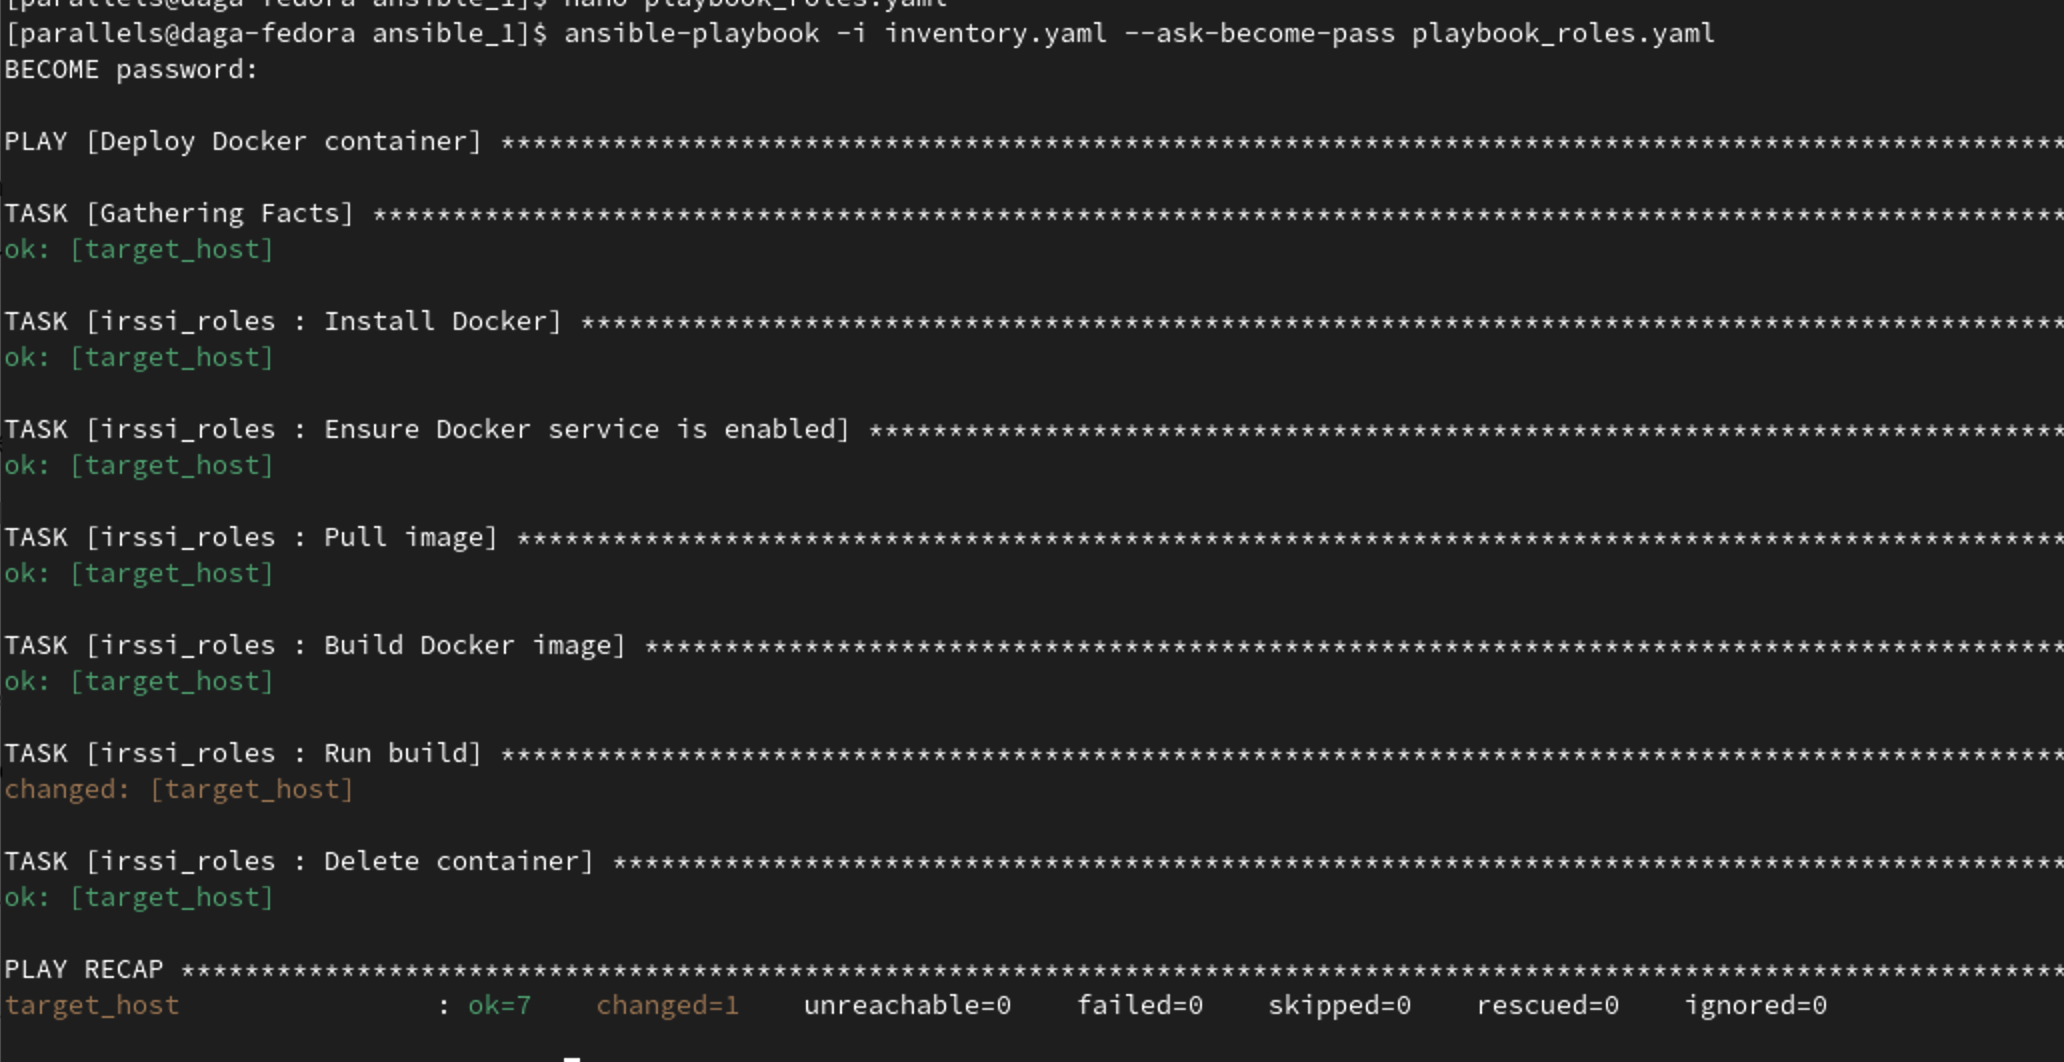 [parallels@daga-fedora ansible_1]$ nano playbook_roles.yaml
[parallels@daga-fedora ansible_1]$ ansible-playbook -i inventory.yaml --ask-become-pass playbook_roles.yaml
BECOME password:
PLAY [Deploy Docker container] **************************************************************************************************
TASK [Gathering Facts] **********************************************************************************************************
ok: [target_host]
TASK [irssi_roles : Install Docker] *********************************************************************************************
ok: [target_host]
TASK [irssi_roles : Ensure Docker service is enabled] ***************************************************************************
ok: [target_host]
TASK [irssi_roles : Pull image] *************************************************************************************************
ok: [target_host]
TASK [irssi_roles : Build Docker image] *****************************************************************************************
ok: [target_host]
TASK [irssi_roles : Run build] **************************************************************************************************
changed: [target_host]
TASK [irssi_roles : Delete container] *******************************************************************************************
ok: [target_host]
PLAY RECAP **********************************************************************************************************************
target_host : ok=7 changed=1 unreachable=0 failed=0 skipped=0 rescued=0 ignored=0